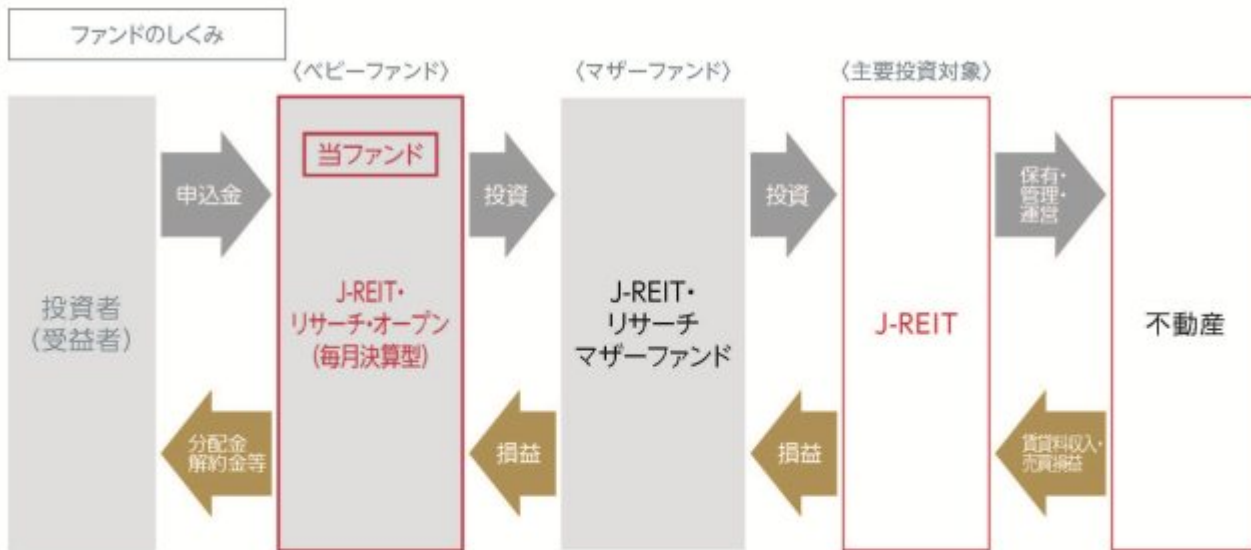 ファンドのしくみ
〈ベビーファンド〉
〈マザーファンド〉
〈主要投資対象〉
当ファンド
申込金
投資
投資
保有・
管理・
運営
投資者
(受益者)
J-REIT・
リサーチ・オープン
(毎月決算型)
J-REIT・
リサーチ
マザーファンド
J-REIT
不動産
分配金
解約金等
損益
損益
賃貸料収入・
売買損益